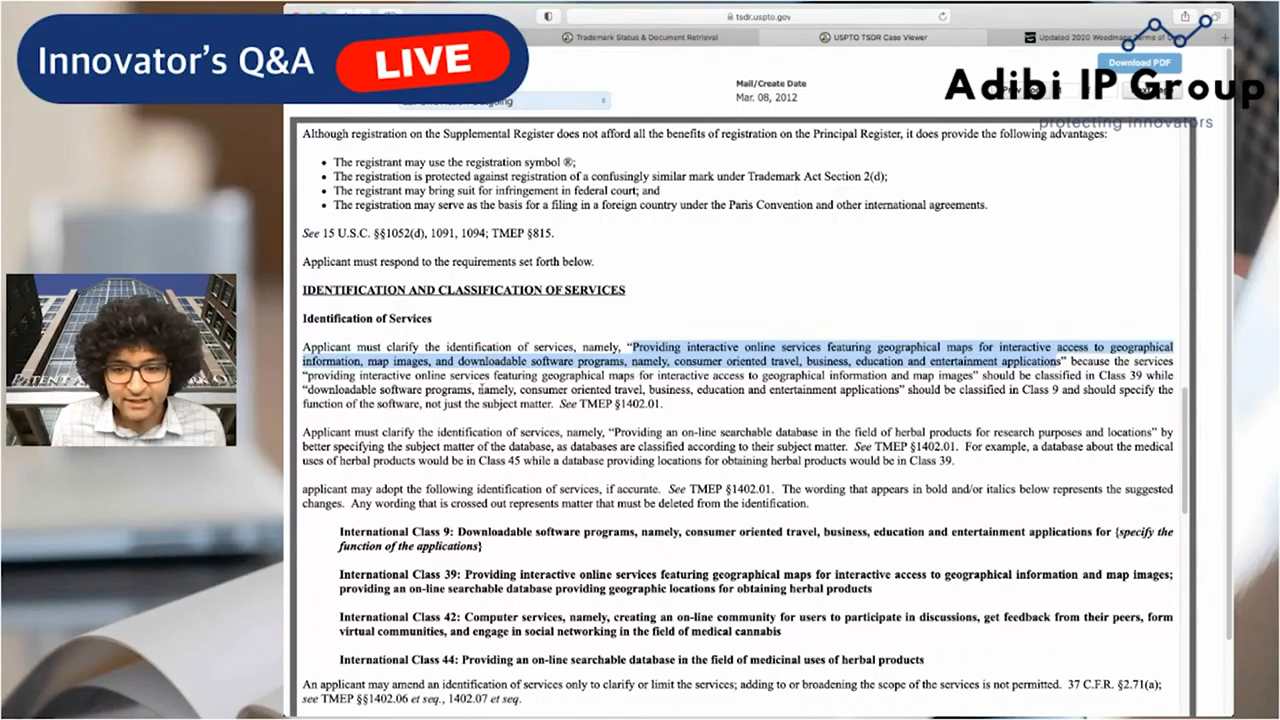 Innovator's Q&A LIVE
tsdr.uspto.gov
Trademark Status & Document Retrieval
USPTO TSDR Case Viewer
Updated 2020 Weedmaps Terms of
Download PDF
Adibi IP Group
protecting innovators
Outgoing
Mail/Create Date
Mar. 08, 2012
Although registration on the Supplemental Register does not afford all the benefits of registration on the Principal Register, it does provide the following advantages:
• The registrant may use the registration symbol ®;
• The registration is protected against registration of a confusingly similar mark under Trademark Act Section 2(d);
• The registrant may bring suit for infringement in federal court; and
• The registration may serve as the basis for a filing in a foreign country under the Paris Convention and other international agreements.
See 15 U.S.C. §§1052(d), 1091, 1094; TMEP §815.
Applicant must respond to the requirements set forth below.
IDENTIFICATION AND CLASSIFICATION OF SERVICES
Identification of Services
Applicant must clarify the identification of services, namely, “Providing interactive online services featuring geographical maps for interactive access to geographical
information, map images, and downloadable software programs, namely, consumer oriented travel, business, education and entertainment applications” because the services
“providing interactive online services featuring geographical maps for interactive access to geographical information and map images” should be classified in Class 39 while
“downloadable software programs, namely, consumer oriented travel, business, education and entertainment applications” should be classified in Class 9 and should specify the
function of the software, not just the subject matter. See TMEP §1402.01.
Applicant must clarify the identification of services, namely, “Providing an on-line searchable database in the field of herbal products for research purposes and locations” by
better specifying the subject matter of the database, as databases are classified according to their subject matter. See TMEP §1402.01. For example, a database about the medical
uses of herbal products would be in Class 45 while a database providing locations for obtaining herbal products would be in Class 39.
applicant may adopt the following identification of services, if accurate. See TMEP §1402.01. The wording that appears in bold and/or italics below represents the suggested
changes. Any wording that is crossed out represents matter that must be deleted from the identification.
International Class 9: Downloadable software programs, namely, consumer oriented travel, business, education and entertainment applications for {specify the
function of the applications}
International Class 39: Providing interactive online services featuring geographical maps for interactive access to geographical information and map images;
providing an on-line searchable database providing geographic locations for obtaining herbal products
International Class 42: Computer services, namely, creating an on-line community for users to participate in discussions, get feedback from their peers, form
virtual communities, and engage in social networking in the field of medical cannabis
International Class 44: Providing an on-line searchable database in the field of medicinal uses of herbal products
An applicant may amend an identification of services only to clarify or limit the services; adding to or broadening the scope of the services is not permitted. 37 C.F.R. §2.71(a);
see TMEP §§1402.06 et seq., 1402.07 et seq.